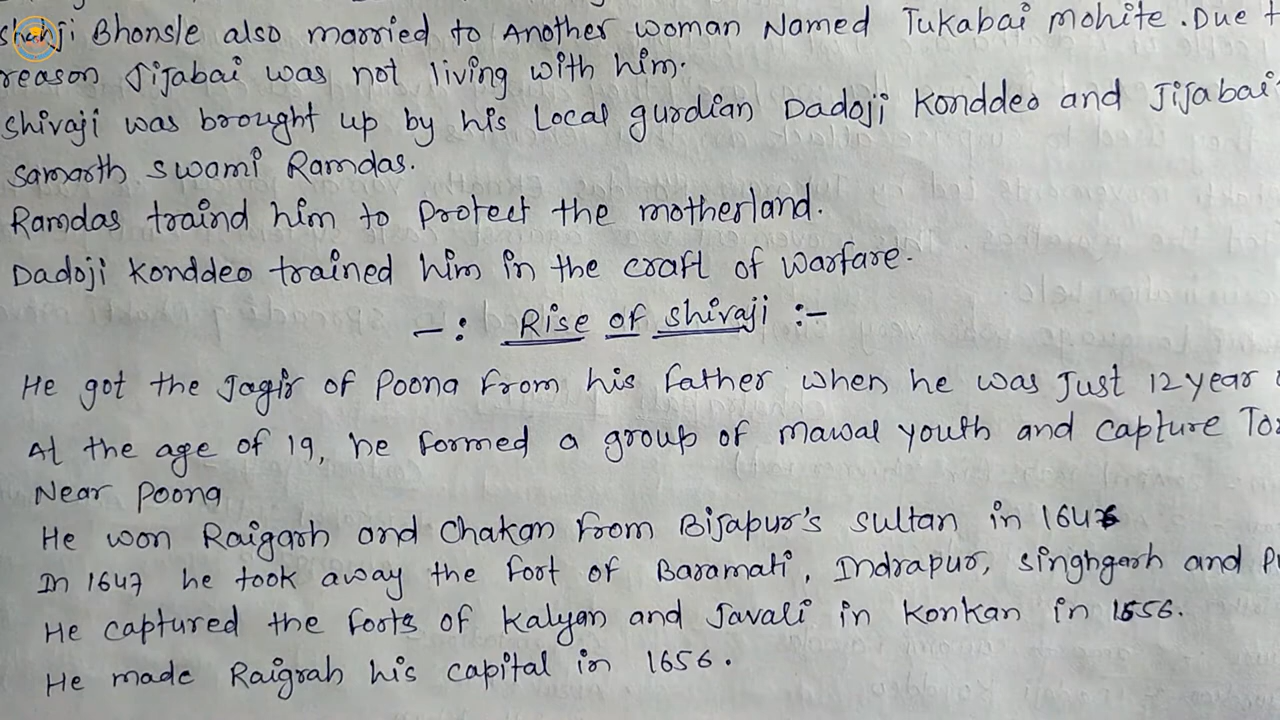 Shahji Bhonsle also married to Another woman Named Tukabai Mohite. Due
reason Jijabai was not living with him.
Shivaji was brought up by his Local gurdian Dadoji Konddeo and Jijabai
Samarth Swami Ramdas.
Ramdas traind him to Protect the motherland.
Dadoji Konddeo trained him in the craft of Warfare.
-: Rise of Shivaji :-
He got the Jagir of Poona From his Father When he was Just 12 year
At the age of 19, he Formed a group of mawal youth and capture
Near Poona
He won Raigarh and Chakan From Bijapur's Sultan in 1646
In 1647 he took away the Fort of Baramati, Indrapur, Singhgarh and
He captured the Forts of Kalyan and Javali in Konkan in 1656.
He made Raigrah his capital in 1656.